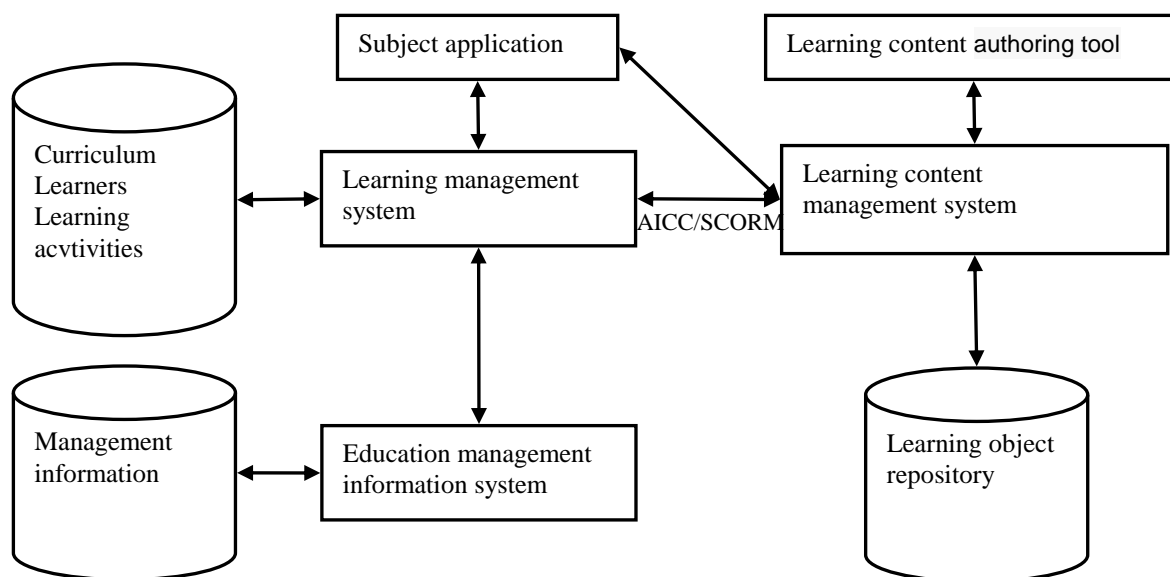 Subject application
Learning content authoring tool
Curriculum
Learners
Learning
acvtivities
Learning management
system
AICC/SCORM
Learning content
management system
Management
information
Education management
information system
Learning object
repository